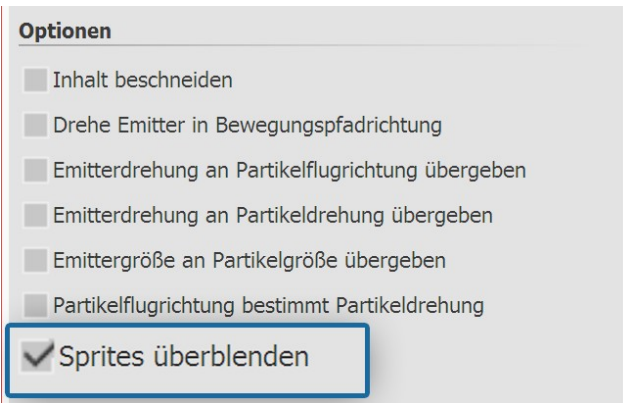 Optionen
Inhalt beschneiden
Drehe Emitter in Bewegungspfadrichtung
Emitterdrehung an Partikelflugrichtung übergeben
Emitterdrehung an Partikeldrehung übergeben
Emittergröße an Partikelgröße übergeben
Partikelflugrichtung bestimmt Partikeldrehung
Sprites überblenden